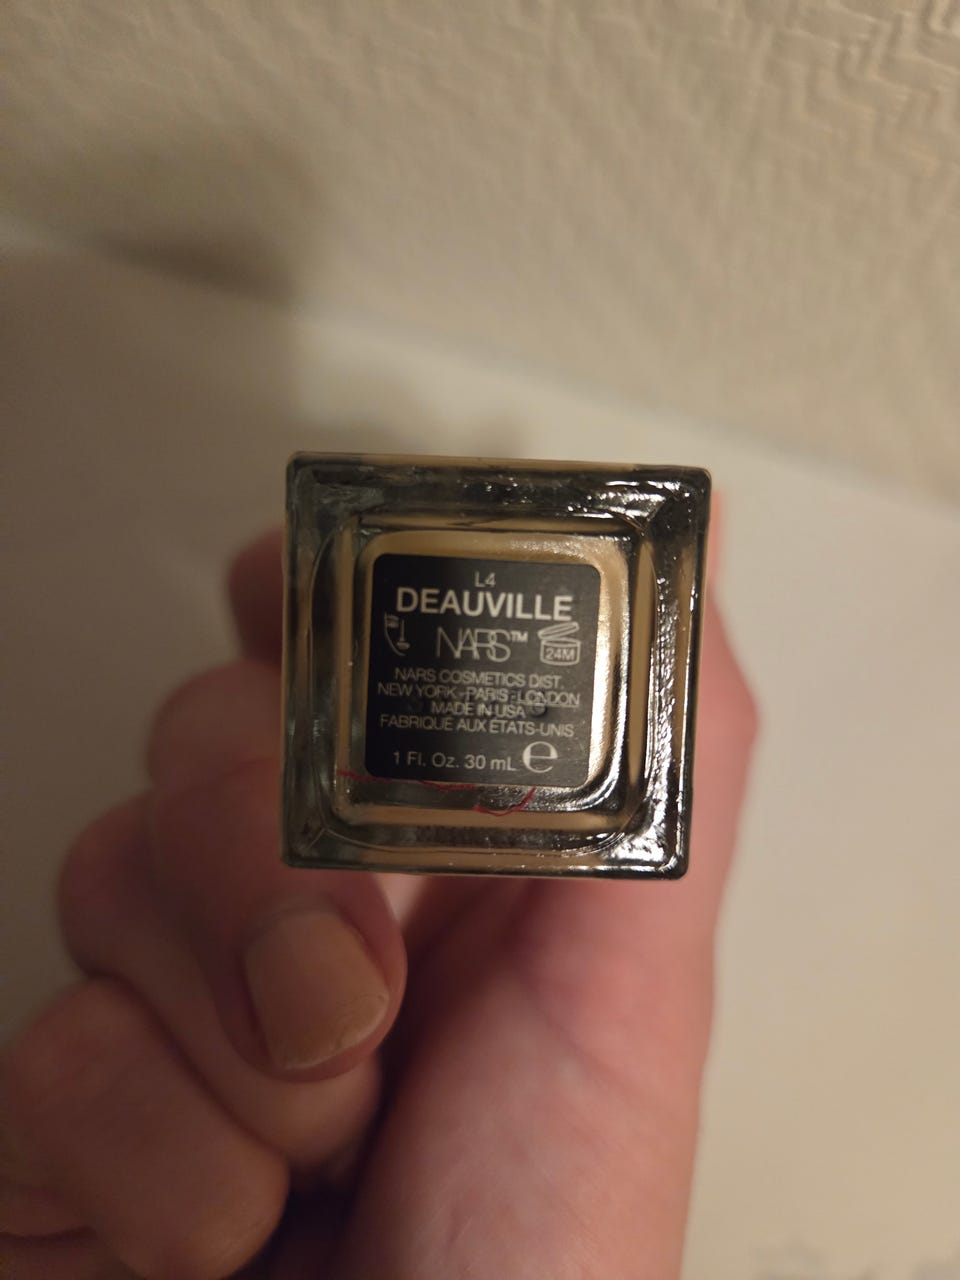 L4
DEAUVILLE
NARS™
24M
NARS COSMETICS DIST.
NEW YORK-PARIS-LONDON
MADE IN USA
FABRIQUÉ AUX ÉTATS-UNIS
1 Fl. Oz. 30 mL e